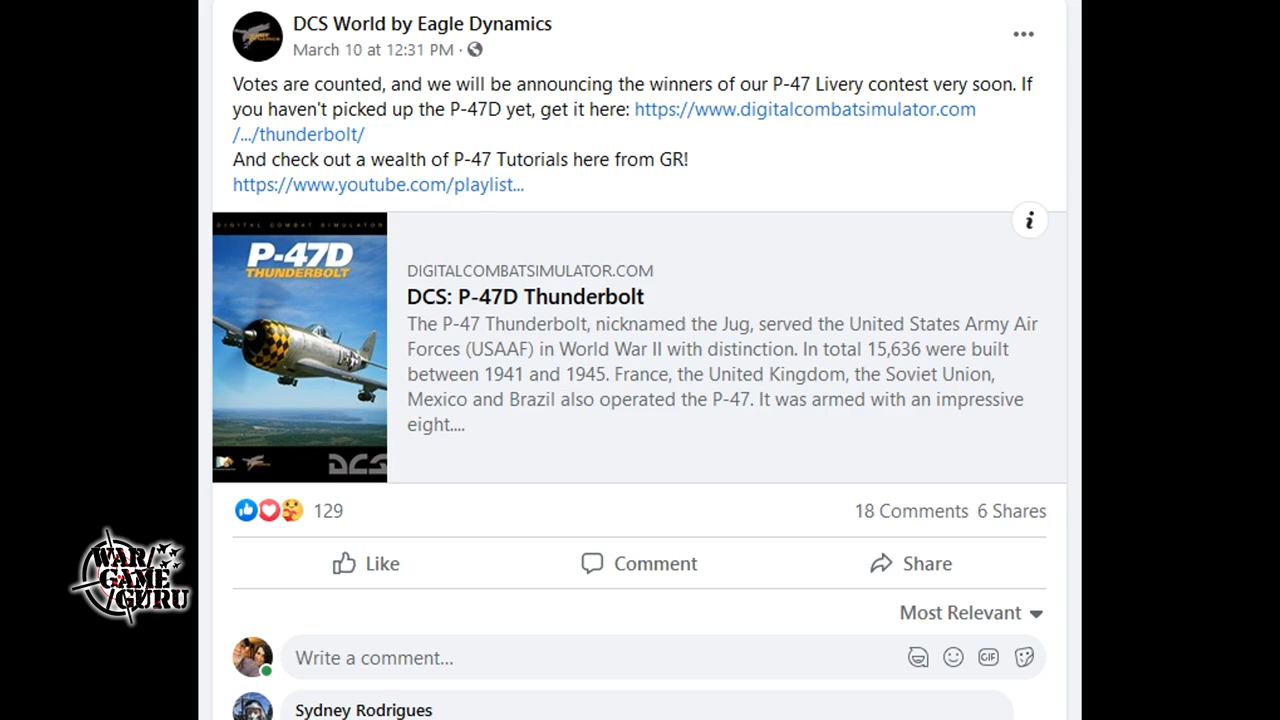 DCS World by Eagle Dynamics
March 10 at 12:31 PM ·
Votes are counted, and we will be announcing the winners of our P-47 Livery contest very soon. If
you haven't picked up the P-47D yet, get it here: https://www.digitalcombatsimulator.com
/.../thunderbolt/
And check out a wealth of P-47 Tutorials here from GR!
https://www.youtube.com/playlist...
DIGITAL COMBAT SIMULATOR
P-47D
THUNDERBOLT
DCS
DIGITALCOMBATSIMULATOR.COM
DCS: P-47D Thunderbolt
The P-47 Thunderbolt, nicknamed the Jug, served the United States Army Air
Forces (USAAF) in World War II with distinction. In total 15,636 were built
between 1941 and 1945. France, the United Kingdom, the Soviet Union,
Mexico and Brazil also operated the P-47. It was armed with an impressive
eight....
129
18 Comments 6 Shares
Like
Comment
Share
Most Relevant
WAR
GAME
GURU
Write a comment...
GIF
Sydney Rodrigues